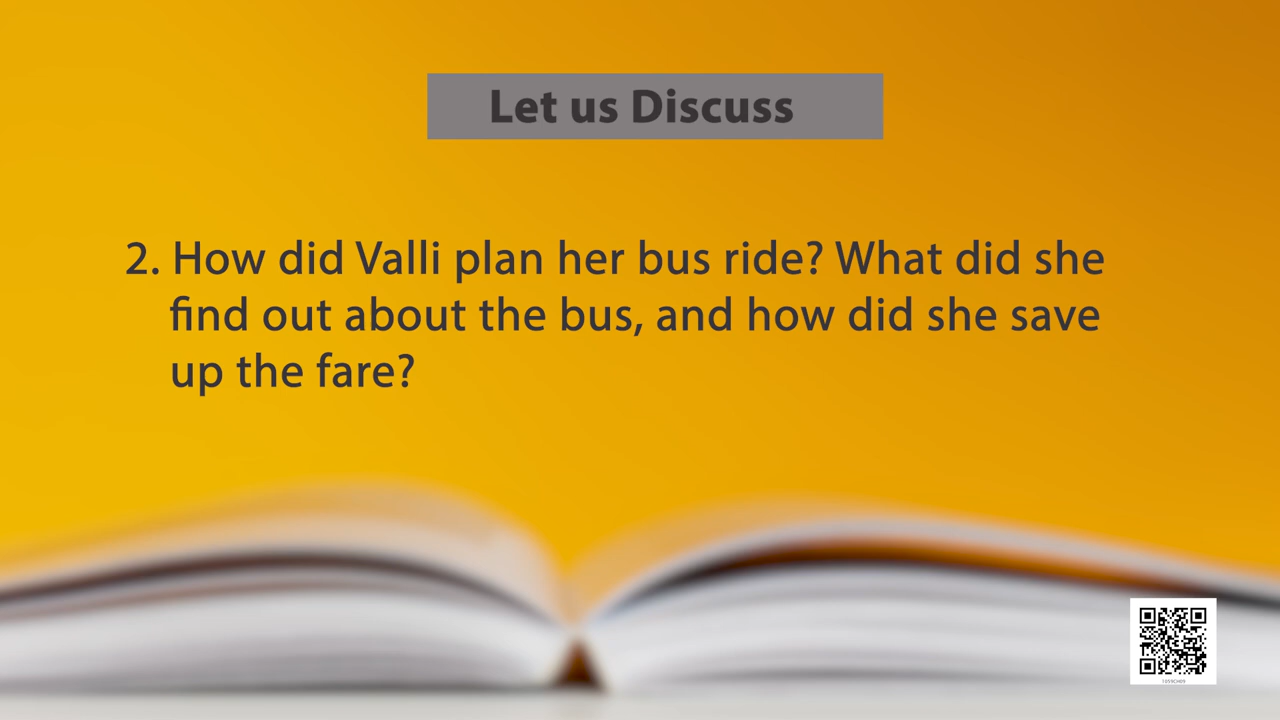 Let us Discuss
2. How did Valli plan her bus ride? What did she
find out about the bus, and how did she save
up the fare?